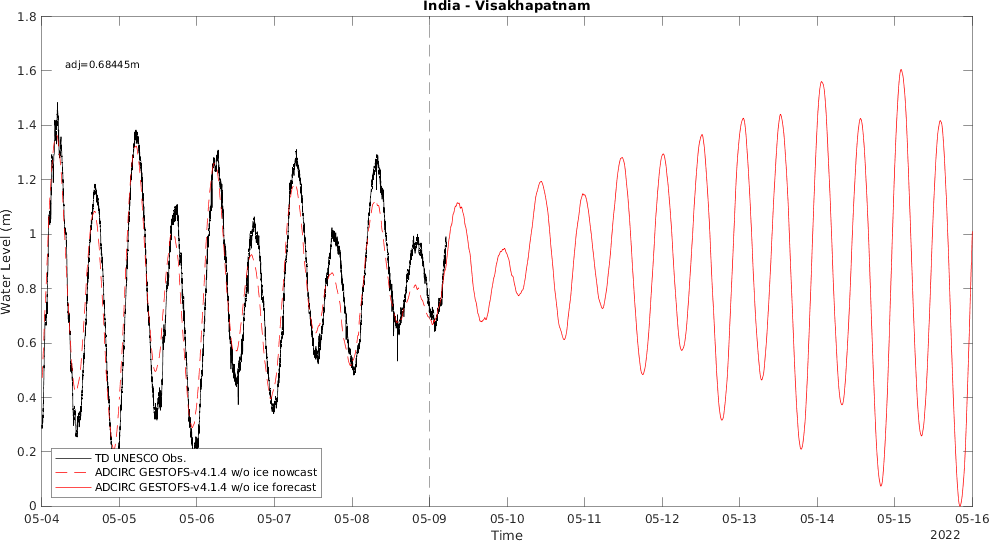 India - Visakhapatnam
1.8
1.6
1.4
1.2
1
0.8
0.6
0.4
0.2
0
Water Level (m)
adj=0.68445m
TD UNESCO Obs.
ADCIRC GESTOFS-v4.1.4 w/o ice nowcast
ADCIRC GESTOFS-v4.1.4 w/o ice forecast
05-04 05-05 05-06 05-07 05-08 05-09 05-10 05-11 05-12 05-13 05-14 05-15 05-16
Time
2022